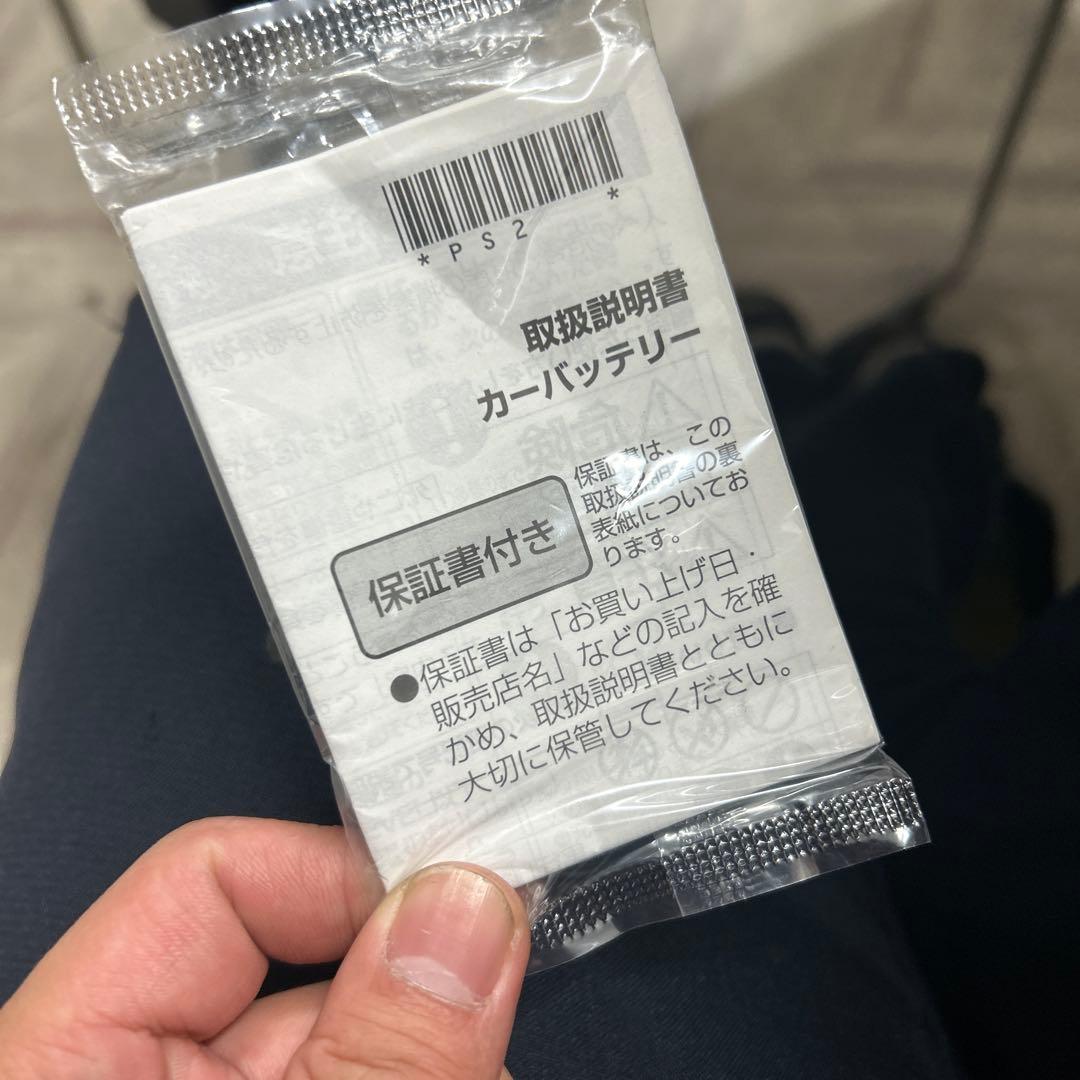 *PS2 *
取扱説明書
カーバッテリー
保証書付き
保証書は、この
取扱説明書の裏
表紙についてお
ります。
●保証書は「お買い上げ日・
販売店名」などの記入を確
かめ、取扱説明書とともに
大切に保管してください。
危険